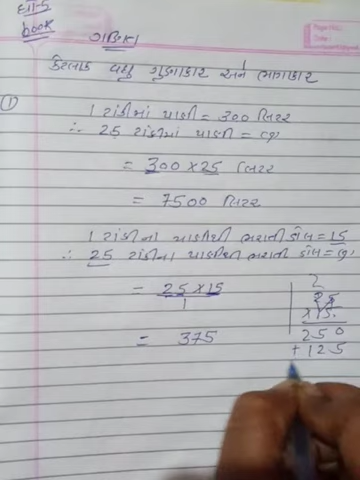 ધો-5
book
ગણિત
કેટલાક વધુ ગુણાકાર અને ભાગાકાર
① 1 ટાંકીમાં પાણી = 300 લિટર
∴ 25 ટાંકીમાં પાણી = (?)
= 300 × 25 લિટર
= 7500 લિટર
1 ટાંકીના પાણીથી ભરાતી ડોલ = 15
∴ 25 ટાંકીના પાણીથી ભરાતી ડોલ = (?)
= 25 × 15
1
= 375
2
25
×15
250
+125